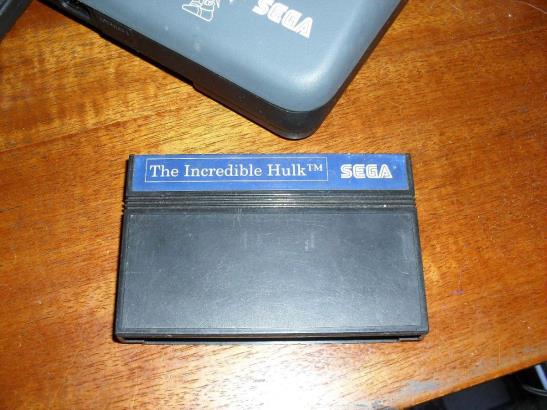 SEGA
The Incredible Hulk™ SEGA